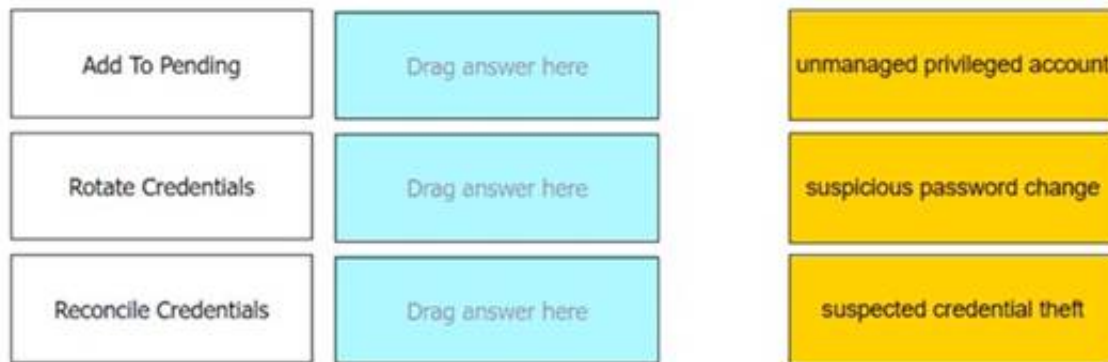 Add To Pending
Drag answer here
unmanaged privileged account
Rotate Credentials
Drag answer here
suspicious password change
Reconcile Credentials
Drag answer here
suspected credential theft